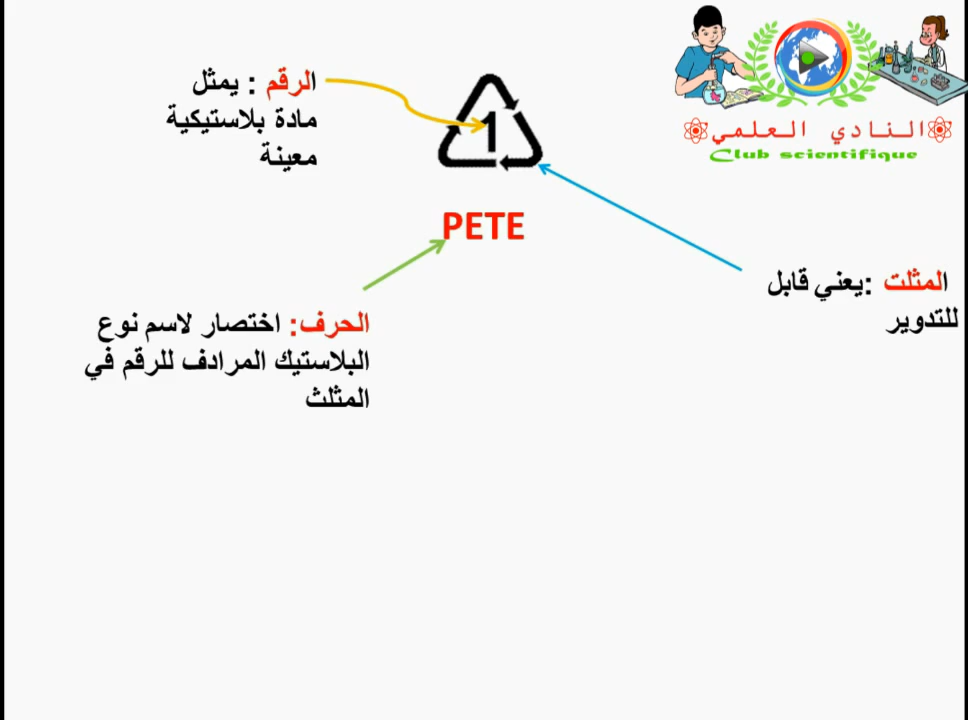 النادي العلمي
Club scientifique
الرقم : يمثل
مادة بلاستيكية
معينة
1
PETE
المثلت :يعني قابل
للتدوير
الحرف: اختصار لاسم نوع
البلاستيك المرادف للرقم في
المثلث